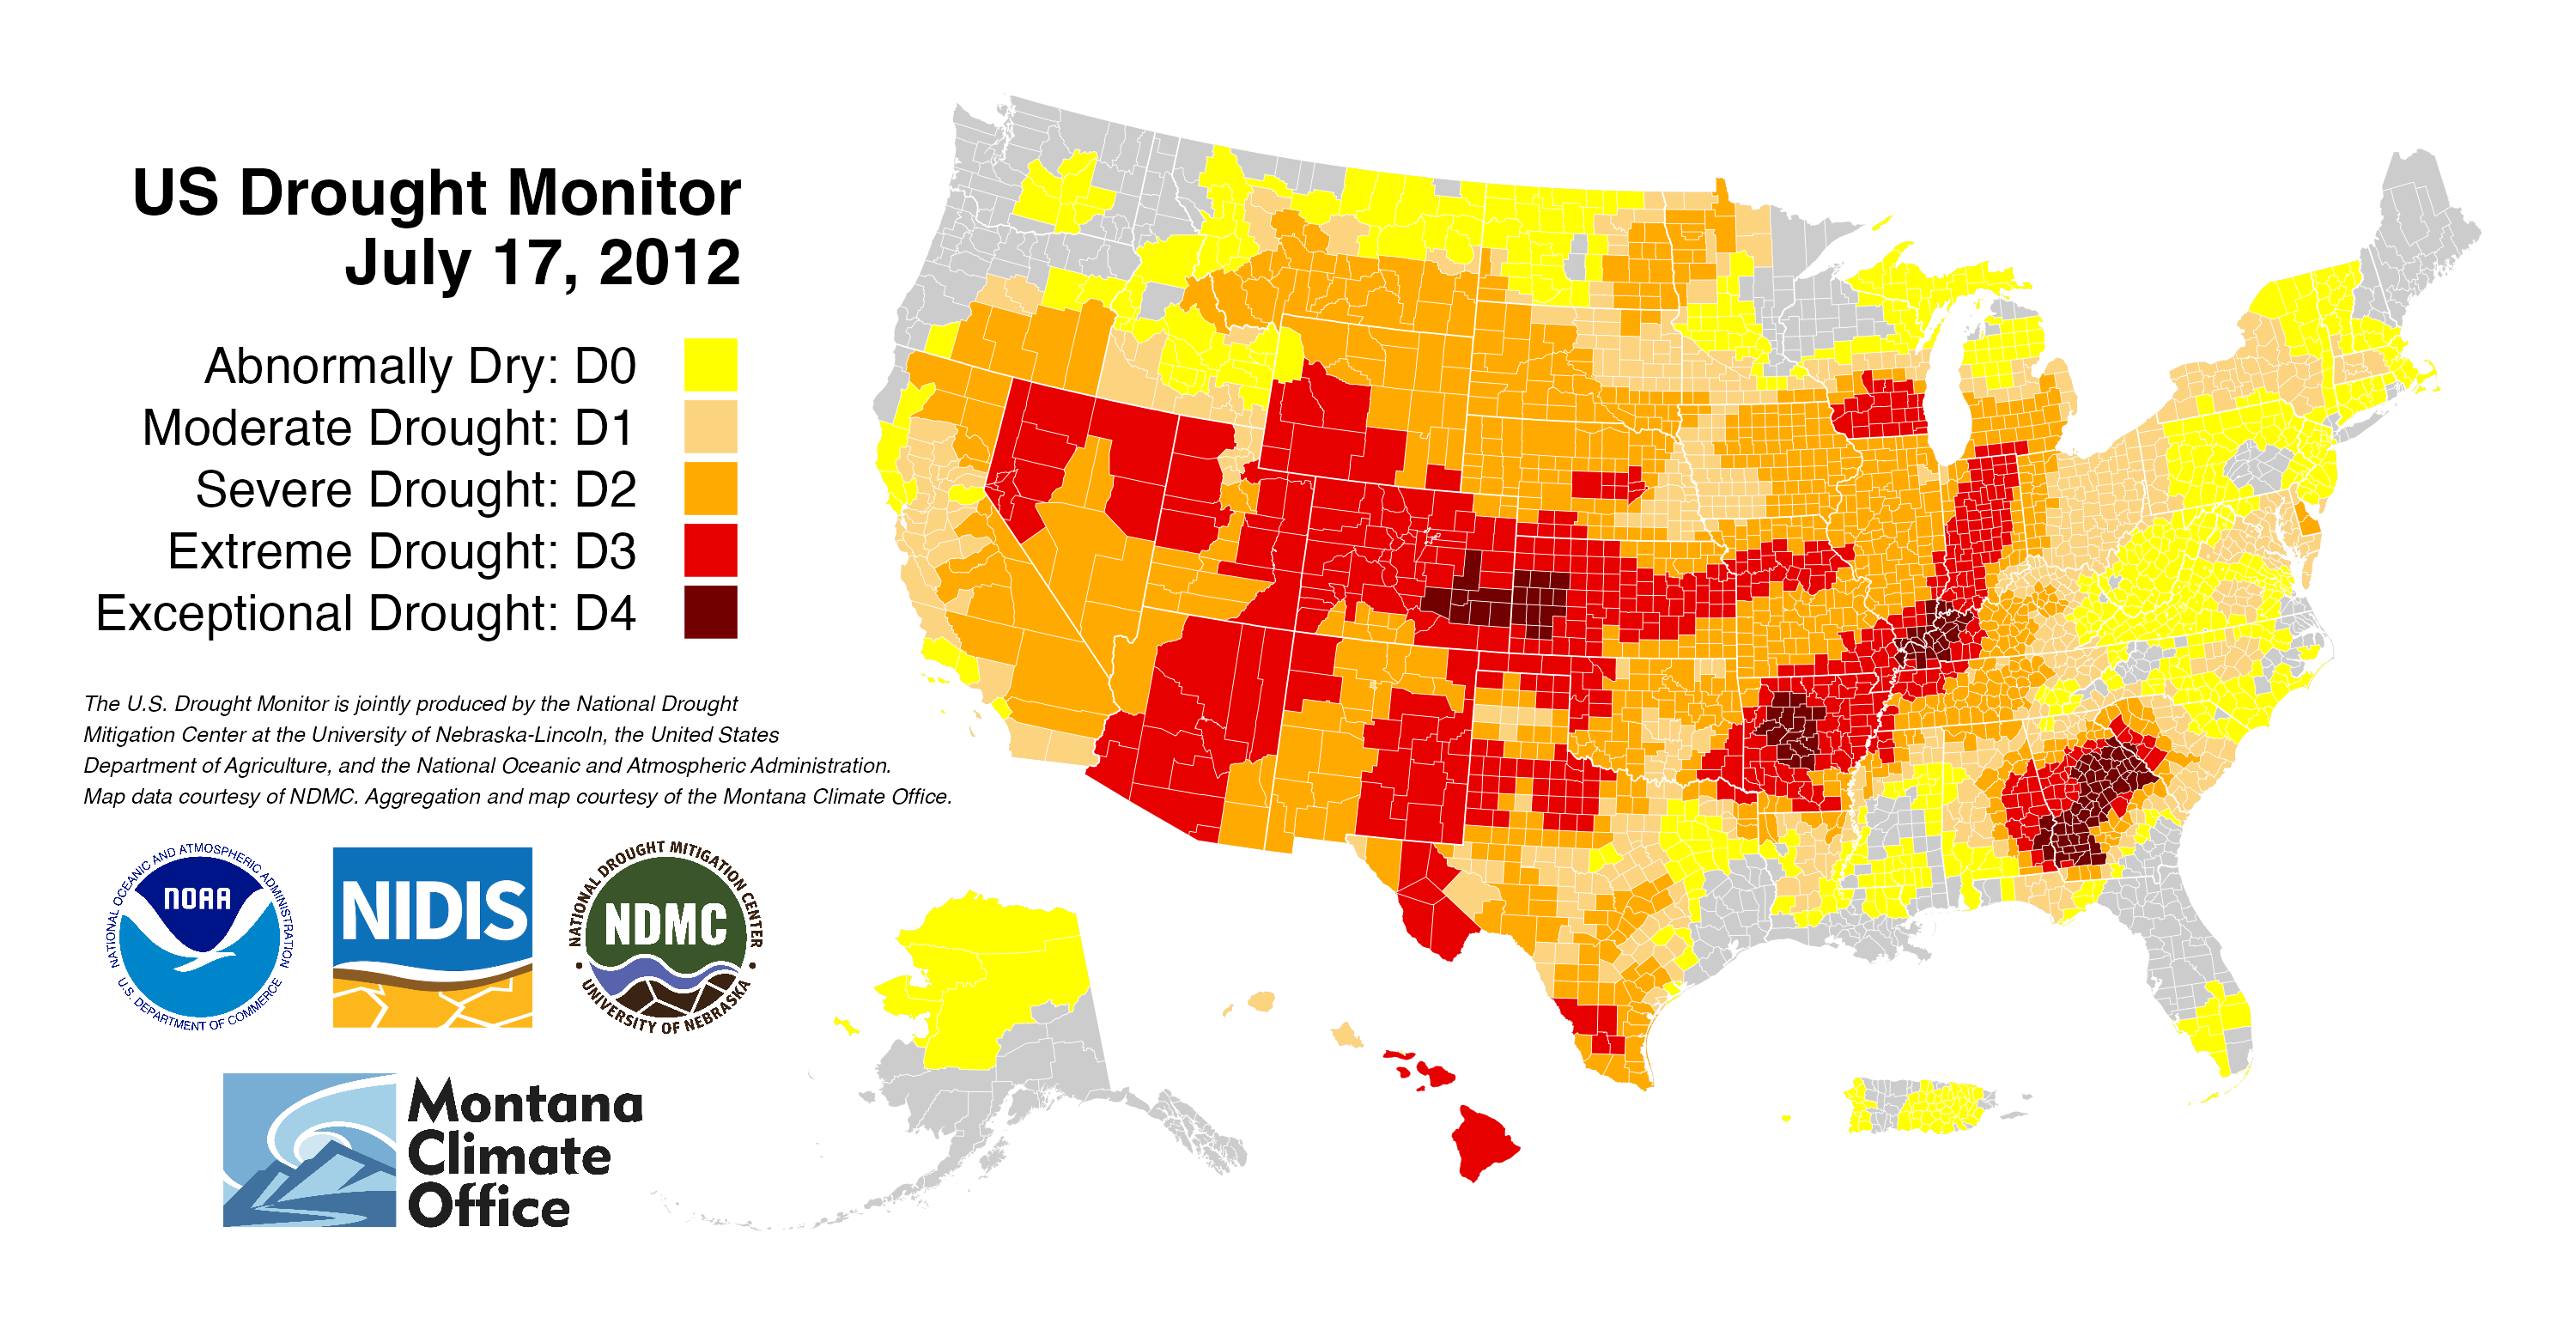 US Drought Monitor
July 17, 2012
Abnormally Dry: D0
Moderate Drought: D1
Severe Drought: D2
Extreme Drought: D3
Exceptional Drought: D4
The U.S. Drought Monitor is jointly produced by the National Drought
Mitigation Center at the University of Nebraska-Lincoln, the United States
Department of Agriculture, and the National Oceanic and Atmospheric Administration.
Map data courtesy of NDMC. Aggregation and map courtesy of the Montana Climate Office.
NATIONAL OCEANIC AND ATMOSPHERIC ADMINISTRATION
NOAA
U.S. DEPARTMENT OF COMMERCE
NIDIS
NATIONAL DROUGHT MITIGATION CENTER
NDMC
UNIVERSITY OF NEBRASKA
Montana
Climate
Office